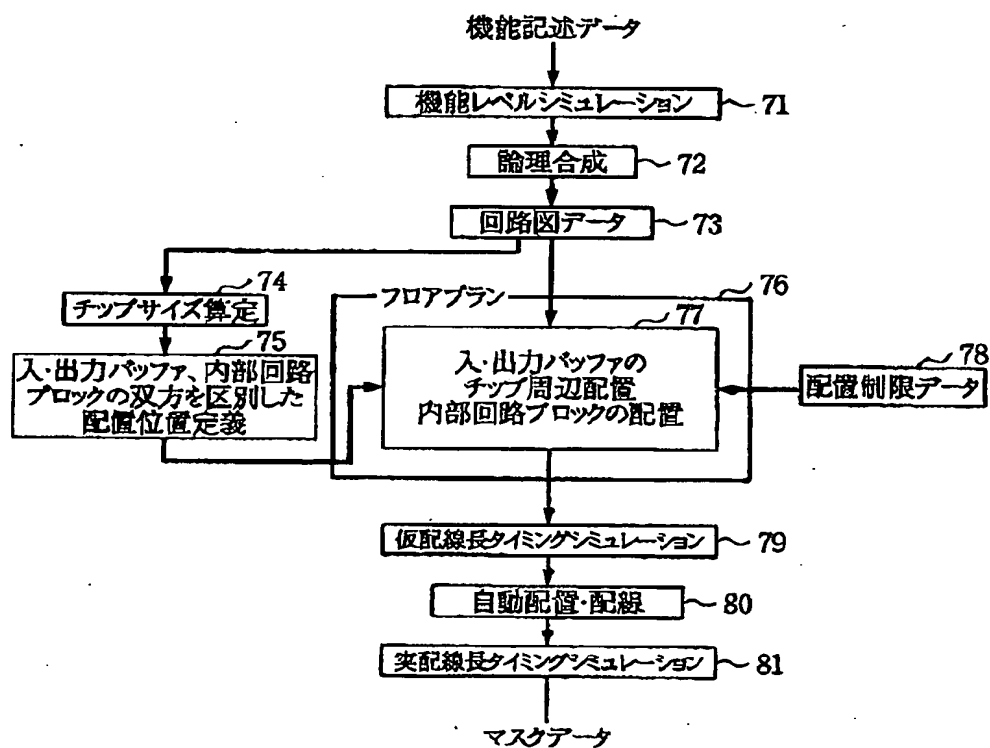 機能記述データ
機能レベルシミュレーション 71
論理合成 72
回路図データ 73
チップサイズ算定 74
入・出力バッファ、内部回路
ブロックの双方を区別した
配置位置定義
75
フロアプラン 76
77
入・出力バッファの
チップ周辺配置
内部回路ブロックの配置
78
配置制限データ
仮配線長タイミングシミュレーション 79
自動配置・配線 80
実配線長タイミングシミュレーション 81
マスクデータ